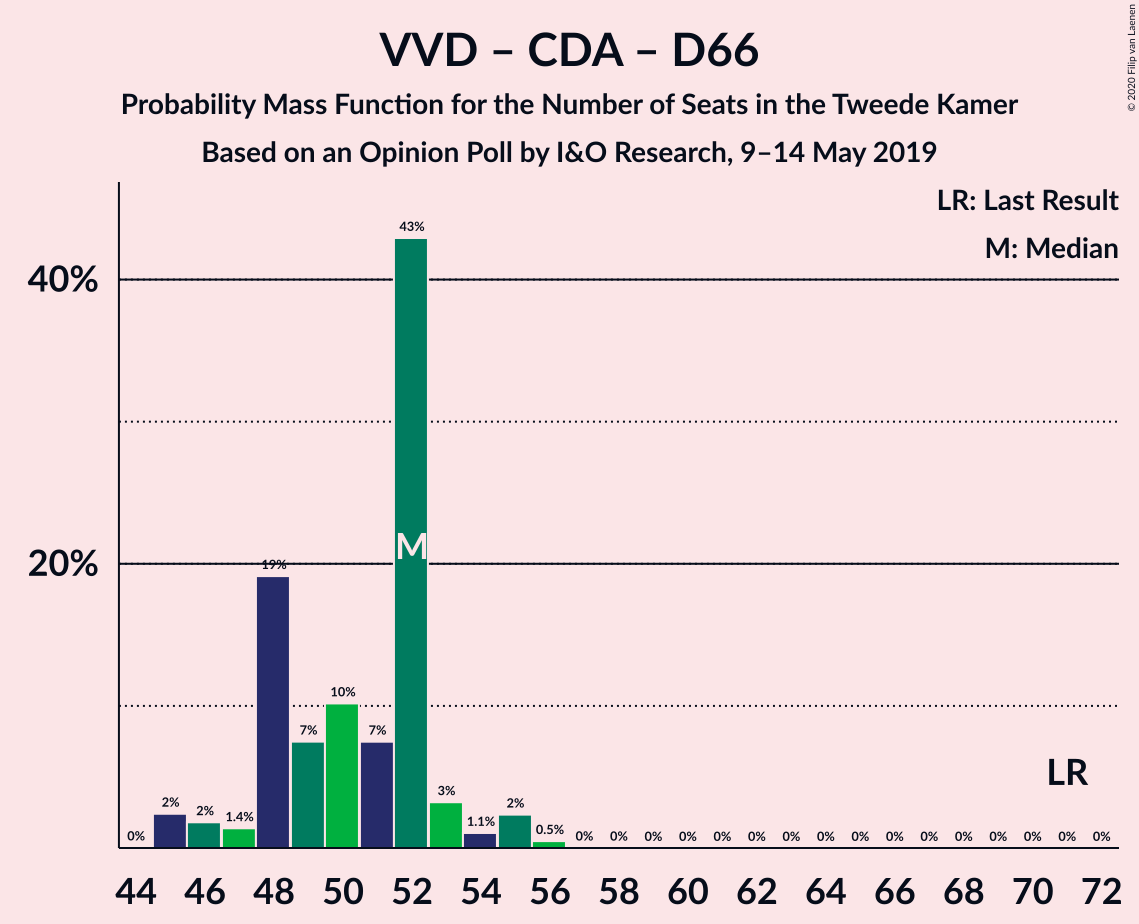 VVD – CDA – D66
Probability Mass Function for the Number of Seats in the Tweede Kamer
Based on an Opinion Poll by I&O Research, 9–14 May 2019
© 2020 Filip van Laenen
LR: Last Result
M: Median
40%
20%
0%
2%
2%
1.4%
19%
7%
10%
7%
43%
M
3%
1.1%
2%
0.5%
0% 0% 0% 0% 0% 0% 0% 0% 0% 0% 0% 0% 0% 0% 0% 0%
LR
44 46 48 50 52 54 56 58 60 62 64 66 68 70 72